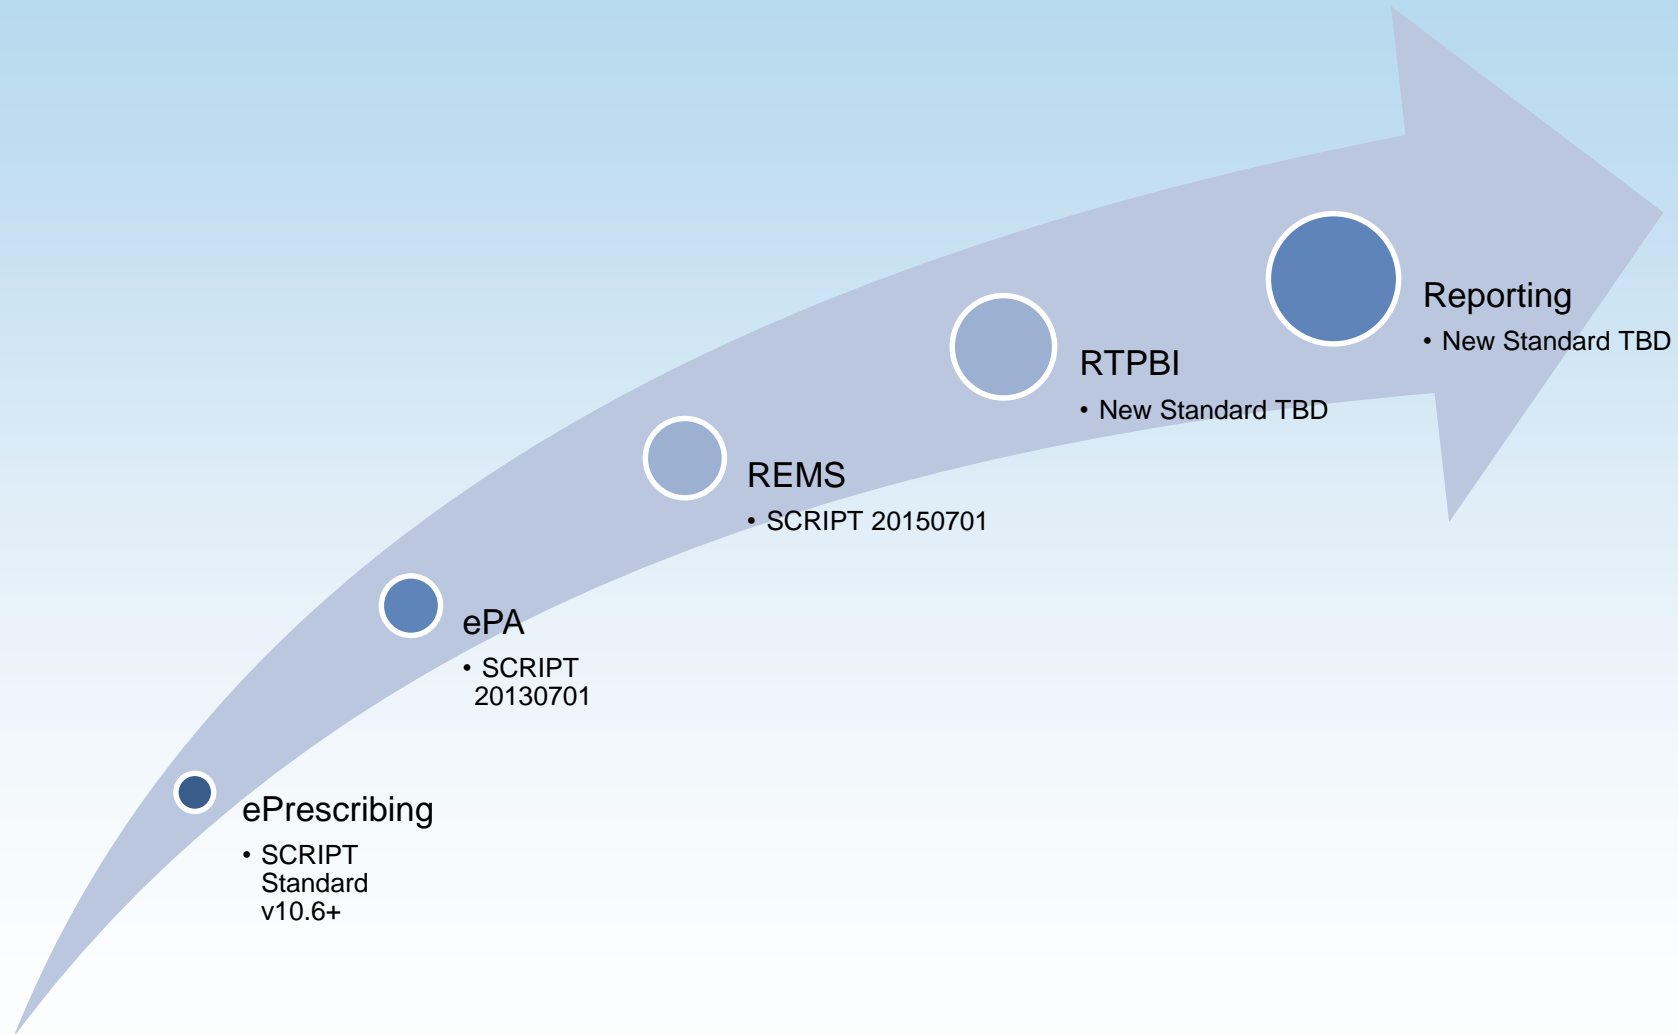 Reporting
• New Standard TBD
RTPBI
• New Standard TBD
REMS
• SCRIPT 20150701
ePA
• SCRIPT
20130701
ePrescribing
• SCRIPT
Standard
v10.6+